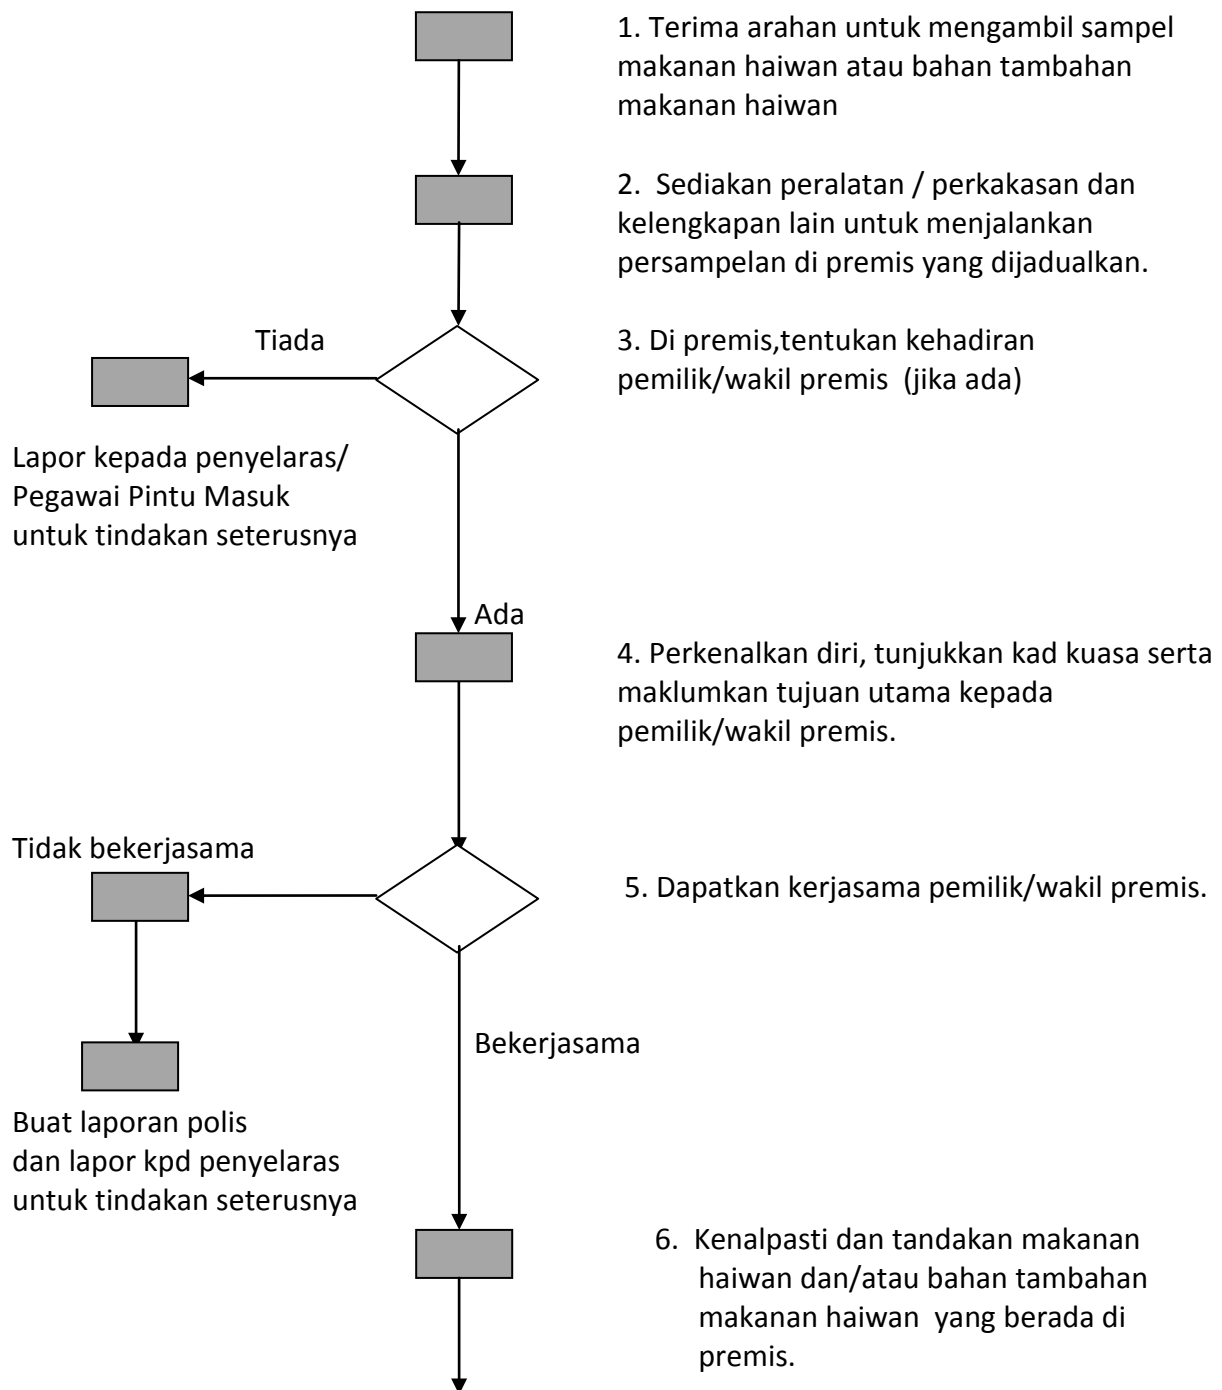 1. Terima arahan untuk mengambil sampel
makanan haiwan atau bahan tambahan
makanan haiwan
2.  Sediakan peralatan / perkakasan dan
kelengkapan lain untuk menjalankan
persampelan di premis yang dijadualkan.
Tiada
3. Di premis,tentukan kehadiran
pemilik/wakil premis  (jika ada)
Lapor kepada penyelaras/
Pegawai Pintu Masuk
untuk tindakan seterusnya
Ada
4. Perkenalkan diri, tunjukkan kad kuasa serta
maklumkan tujuan utama kepada
pemilik/wakil premis.
Tidak bekerjasama
5. Dapatkan kerjasama pemilik/wakil premis.
Bekerjasama
Buat laporan polis
dan lapor kpd penyelaras
untuk tindakan seterusnya
6.  Kenalpasti dan tandakan makanan
haiwan dan/atau bahan tambahan
makanan haiwan  yang berada di
premis.